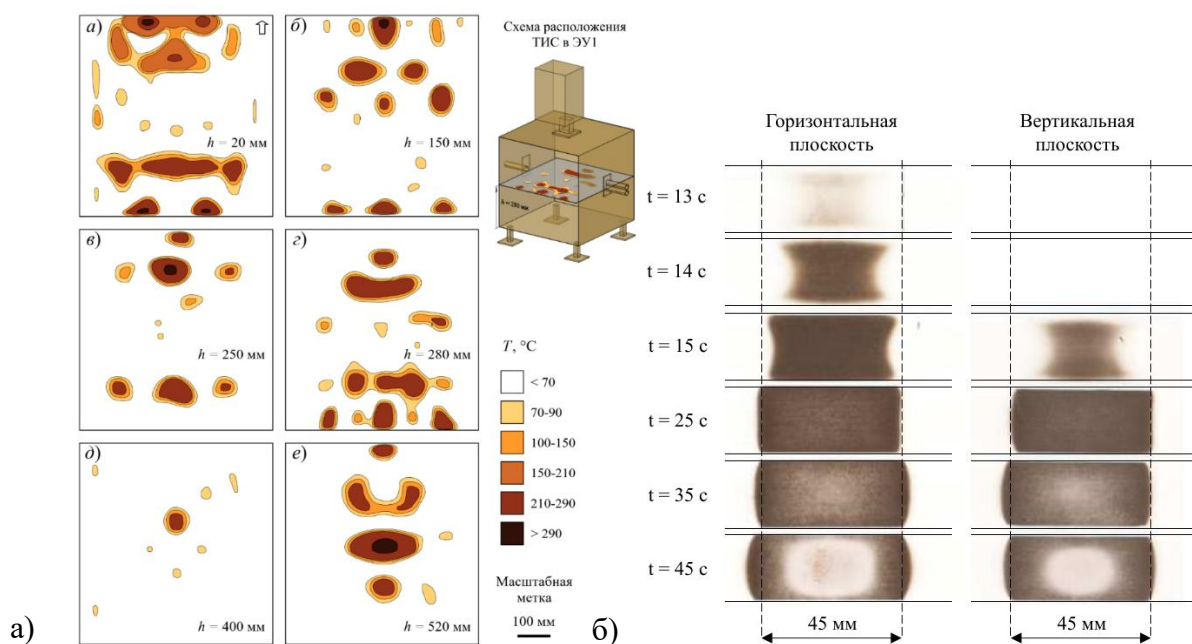 а)
б)
h = 20 мм
h = 150 мм
в)
г)
h = 250 мм
h = 280 мм
д)
е)
h = 400 мм
h = 520 мм
Схема расположения
ТИС в ЭУ1
h = 280 мм
T, °C
< 70
70-90
100-150
150-210
210-290
> 290
Масштабная
метка
100 мм
а)
Горизонтальная
плоскость
Вертикальная
плоскость
t = 13 с
t = 14 с
t = 15 с
t = 25 с
t = 35 с
t = 45 с
45 мм
45 мм
б)